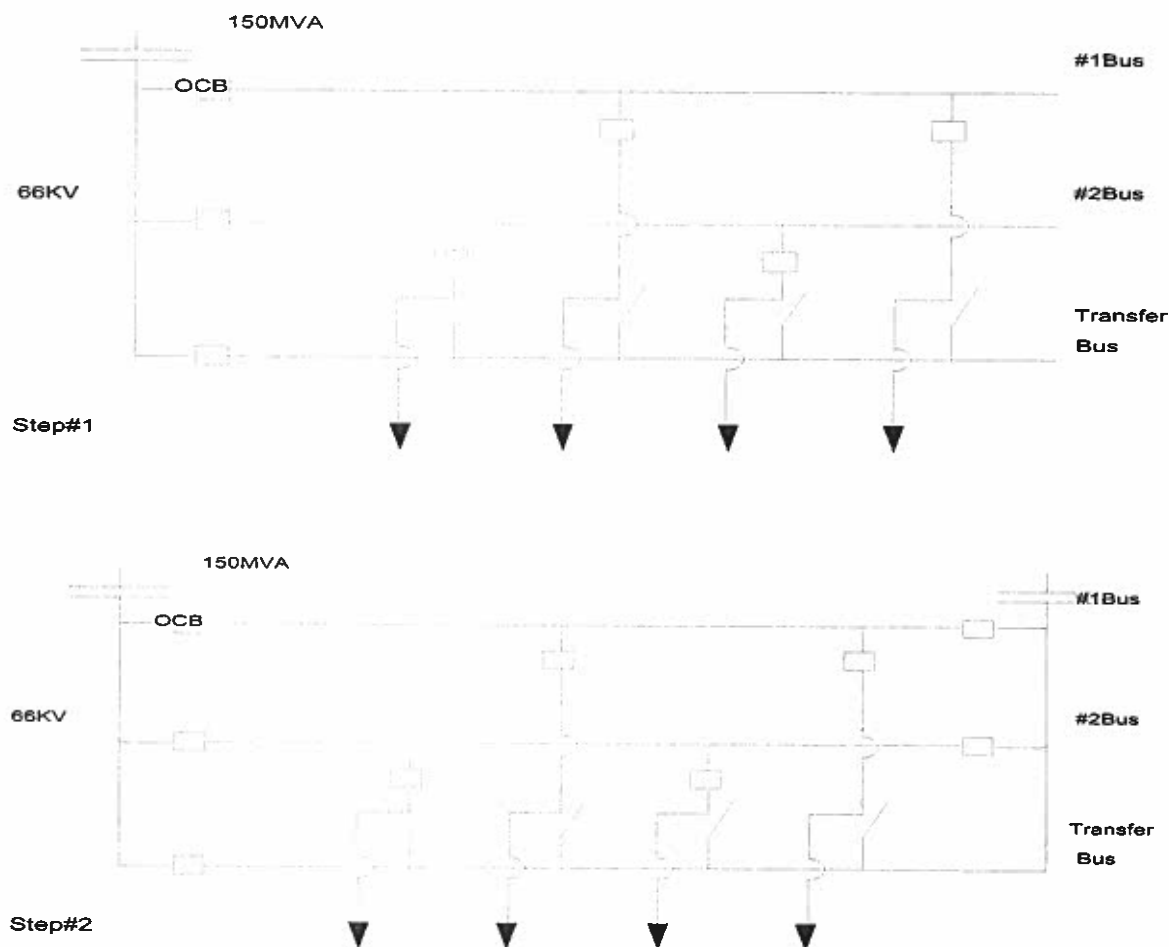 150MVA
#1Bus
OCB
66KV
#2Bus
Transfer
Bus
Step#1
150MVA
#1Bus
OCB
66KV
#2Bus
Transfer
Bus
Step#2